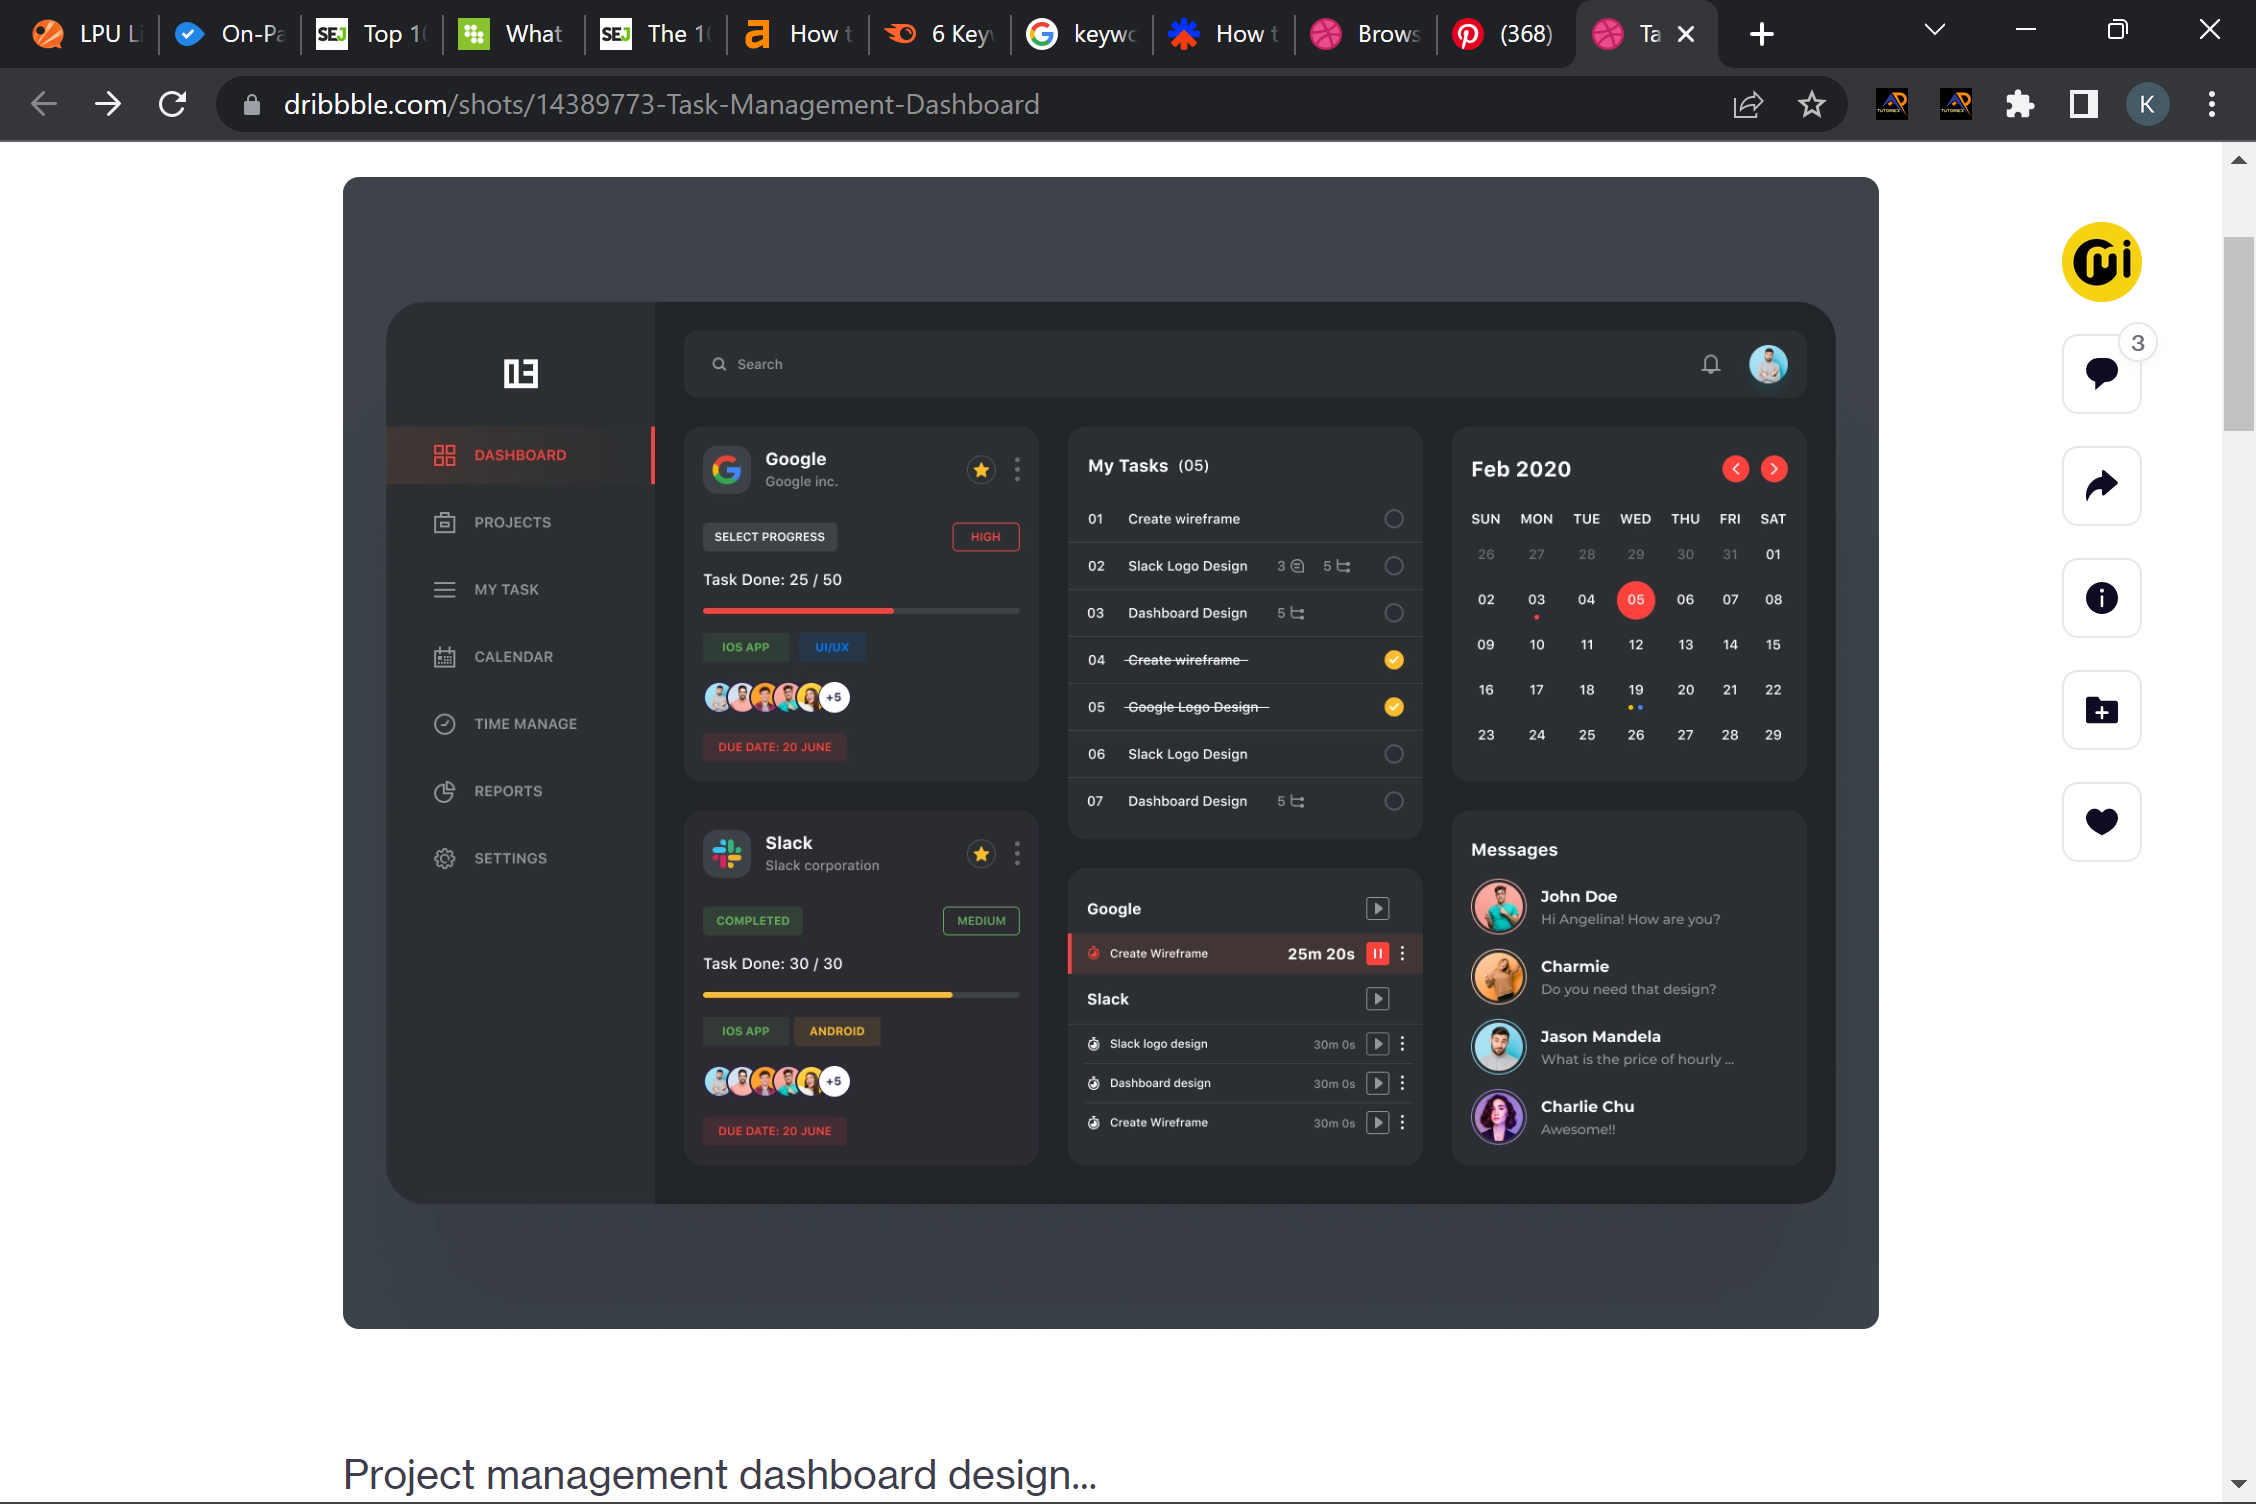 LPU Li
On-Pa
SEJ Top 10
What
SEJ The 10
How t
6 Keyw
keywo
How t
Brows
(368)
Ta
dribbble.com/shots/14389773-Task-Management-Dashboard
K
3
Search
DASHBOARD
PROJECTS
MY TASK
CALENDAR
TIME MANAGE
REPORTS
SETTINGS
Google
Google inc.
SELECT PROGRESS
HIGH
Task Done: 25 / 50
IOS APP
UI/UX
+5
DUE DATE: 20 JUNE
Slack
Slack corporation
COMPLETED
MEDIUM
Task Done: 30 / 30
IOS APP
ANDROID
+5
DUE DATE: 20 JUNE
My Tasks (05)
01 Create wireframe
02 Slack Logo Design 3 5
03 Dashboard Design 5
04 Create wireframe
05 Google Logo Design
06 Slack Logo Design
07 Dashboard Design 5
Google
Create Wireframe 25m 20s
Slack
Slack logo design 30m 0s
Dashboard design 30m 0s
Create Wireframe 30m 0s
Feb 2020
SUN MON TUE WED THU FRI SAT
26 27 28 29 30 31 01
02 03 04 05 06 07 08
09 10 11 12 13 14 15
16 17 18 19 20 21 22
23 24 25 26 27 28 29
Messages
John Doe
Hi Angelina! How are you?
Charmie
Do you need that design?
Jason Mandela
What is the price of hourly ...
Charlie Chu
Awesome!!
Project management dashboard design...